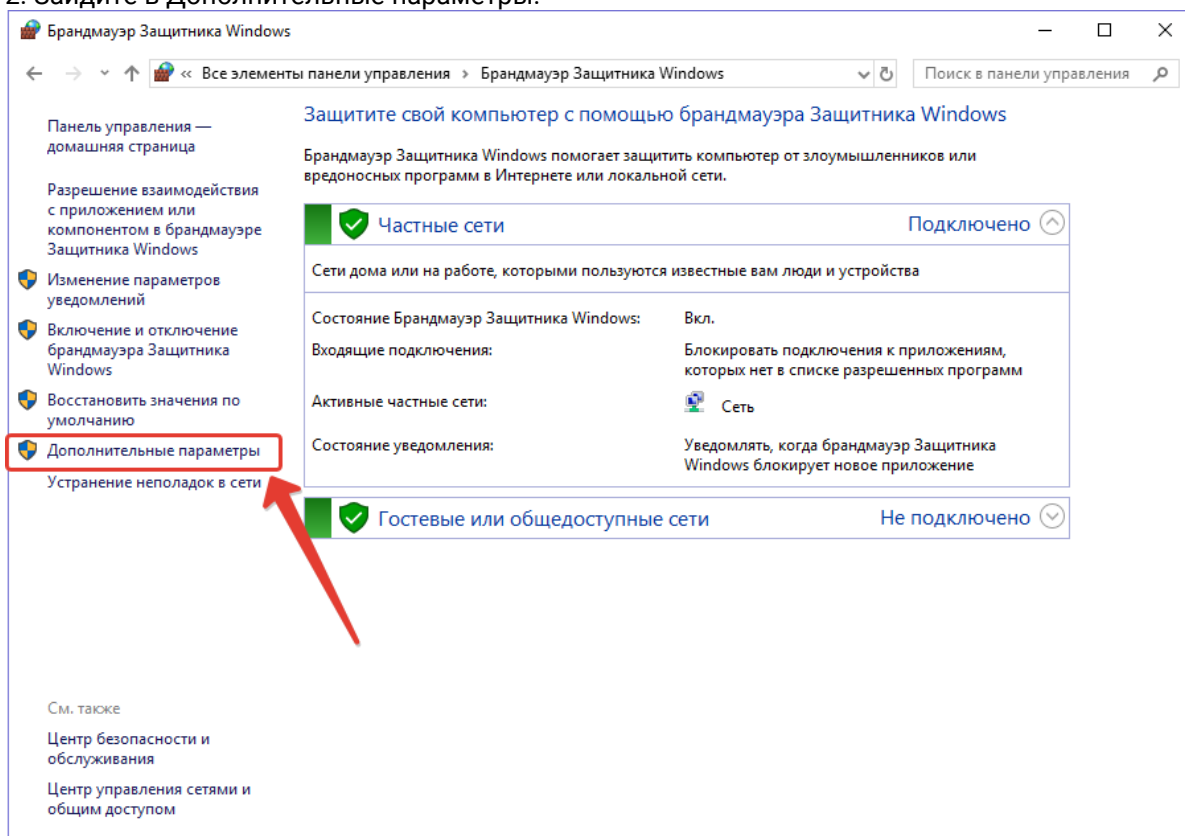 2. Зайдите в Дополнительные параметры.
Брандмауэр Защитника Windows
« Все элементы панели управления › Брандмауэр Защитника Windows
Поиск в панели управления
Панель управления —
домашняя страница
Разрешение взаимодействия
с приложением или
компонентом в брандмауэре
Защитника Windows
Изменение параметров
уведомлений
Включение и отключение
брандмауэра Защитника
Windows
Восстановить значения по
умолчанию
Дополнительные параметры
Устранение неполадок в сети
Защитите свой компьютер с помощью брандмауэра Защитника Windows
Брандмауэр Защитника Windows помогает защитить компьютер от злоумышленников или
вредоносных программ в Интернете или локальной сети.
Частные сети Подключено
Сети дома или на работе, которыми пользуются известные вам люди и устройства
Состояние Брандмауэр Защитника Windows: Вкл.
Входящие подключения: Блокировать подключения к приложениям,
которых нет в списке разрешенных программ
Активные частные сети: Сеть
Состояние уведомления: Уведомлять, когда брандмауэр Защитника
Windows блокирует новое приложение
Гостевые или общедоступные сети Не подключено
См. также
Центр безопасности и
обслуживания
Центр управления сетями и
общим доступом